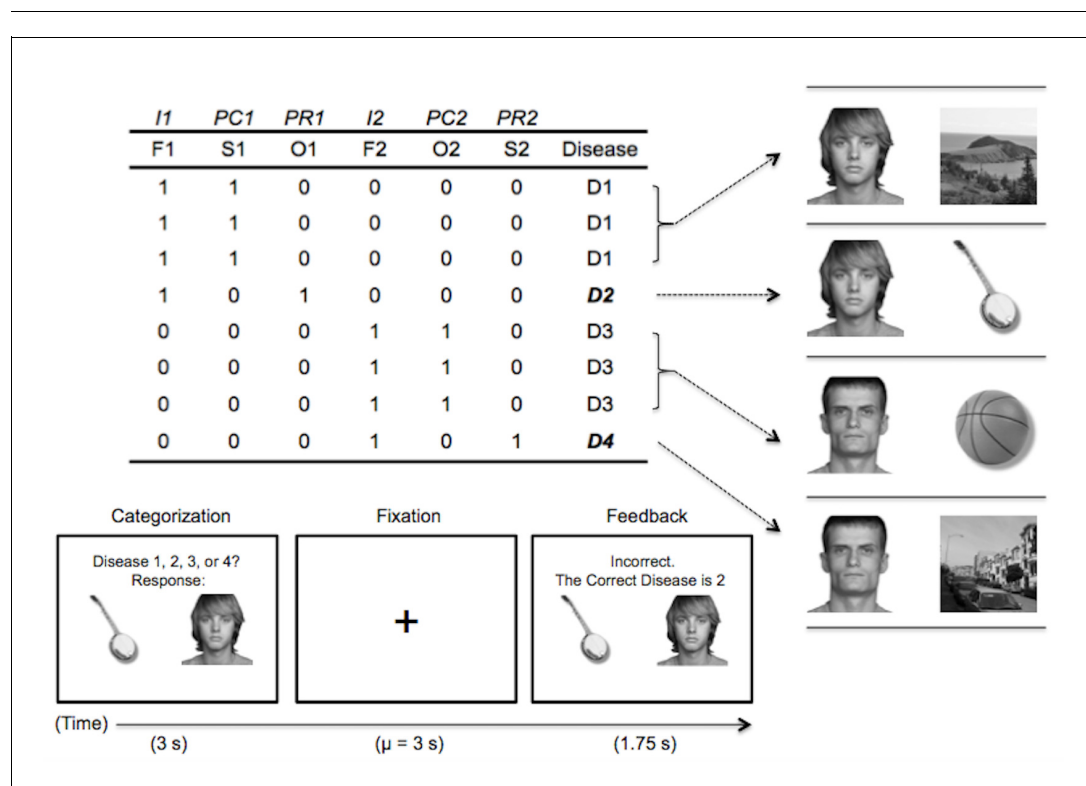 I1 PC1 PR1 I2 PC2 PR2
F1 S1 O1 F2 O2 S2 Disease
1 1 0 0 0 0 D1
1 1 0 0 0 0 D1
1 1 0 0 0 0 D1
1 0 1 0 0 0 D2
0 0 0 1 1 0 D3
0 0 0 1 1 0 D3
0 0 0 1 1 0 D3
0 0 0 1 0 1 D4
Categorization Fixation Feedback
Disease 1, 2, 3, or 4?
Response:
+
Incorrect.
The Correct Disease is 2
(Time)
(3 s) (μ = 3 s) (1.75 s)